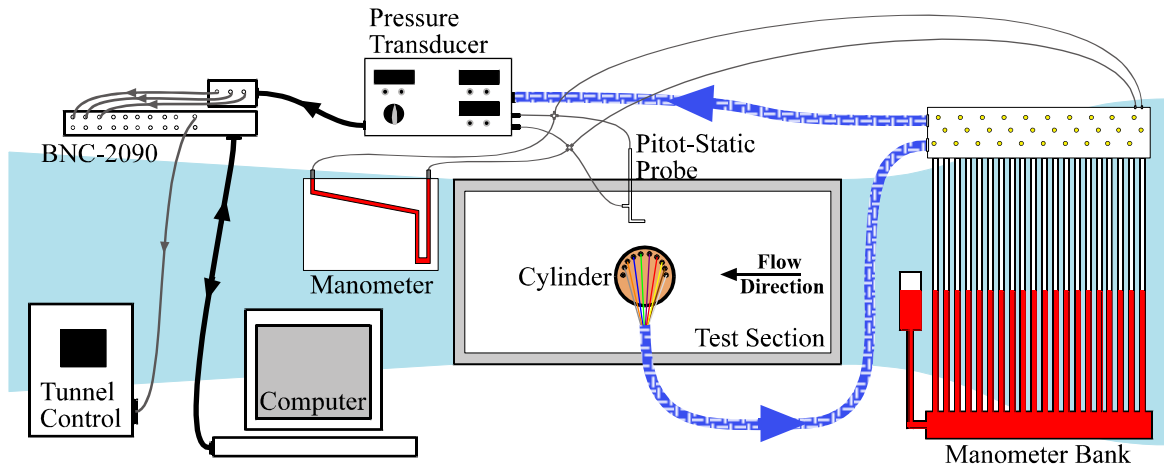 Pressure
Transducer
BNC-2090
Pitot-Static
Probe
Manometer
Cylinder
Flow
Direction
Test Section
Tunnel
Control
Computer
Manometer Bank